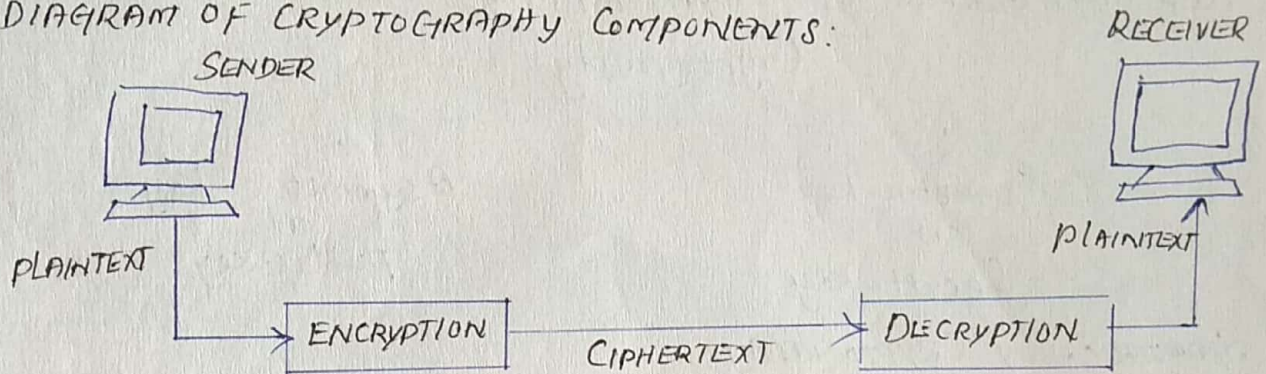 DIAGRAM OF CRYPTOGRAPHY COMPONENTS:
RECEIVER
SENDER
PLAINTEXT
PLAINTEXT
ENCRYPTION
CIPHERTEXT
DECRYPTION